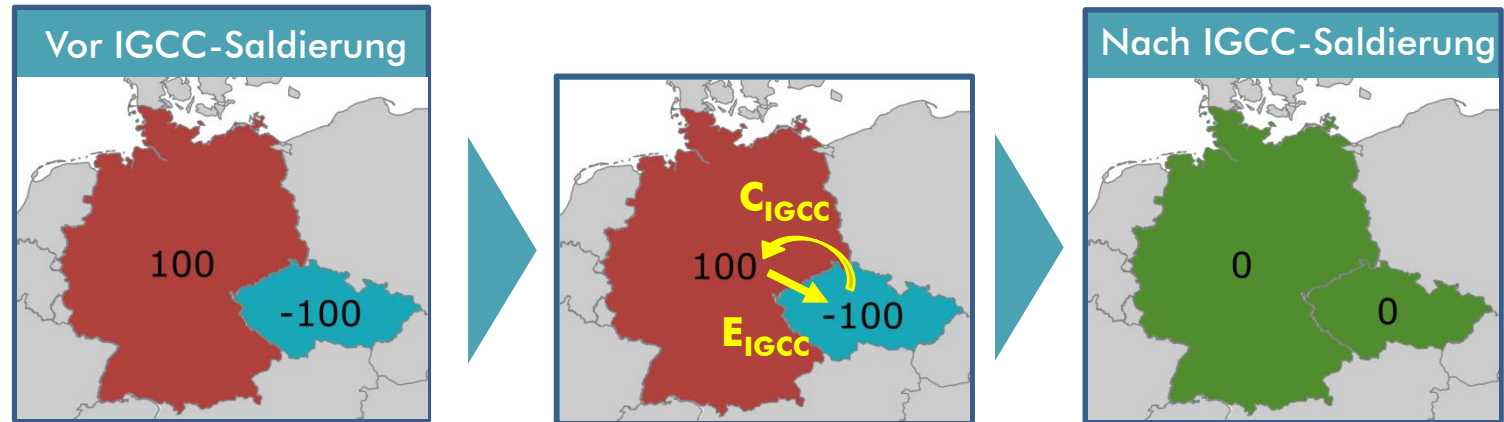 Vor IGCC-Saldierung
100
-100
C_IGCC
100
-100
E_IGCC
Nach IGCC-Saldierung
0
0